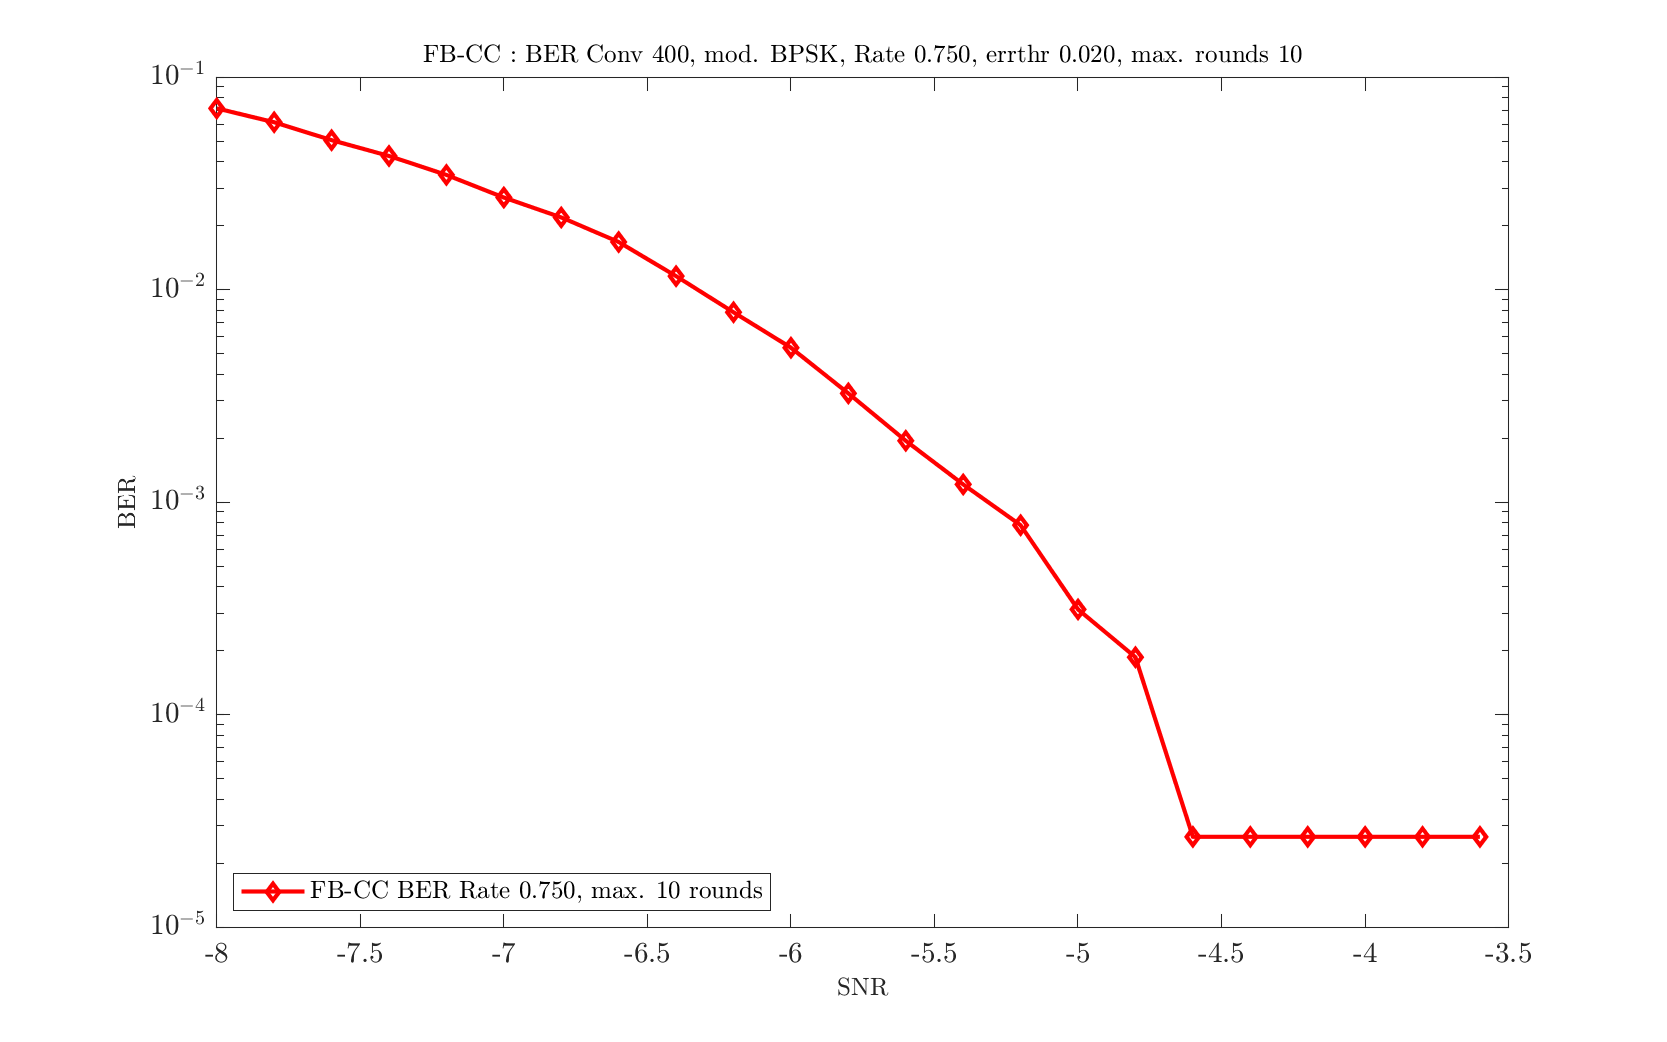 FB-CC : BER Conv 400, mod. BPSK, Rate 0.750, errthr 0.020, max. rounds 10
10^{-1}
10^{-2}
10^{-3}
10^{-4}
10^{-5}
BER
FB-CC BER Rate 0.750, max. 10 rounds
-8 -7.5 -7 -6.5 -6 -5.5 -5 -4.5 -4 -3.5
SNR